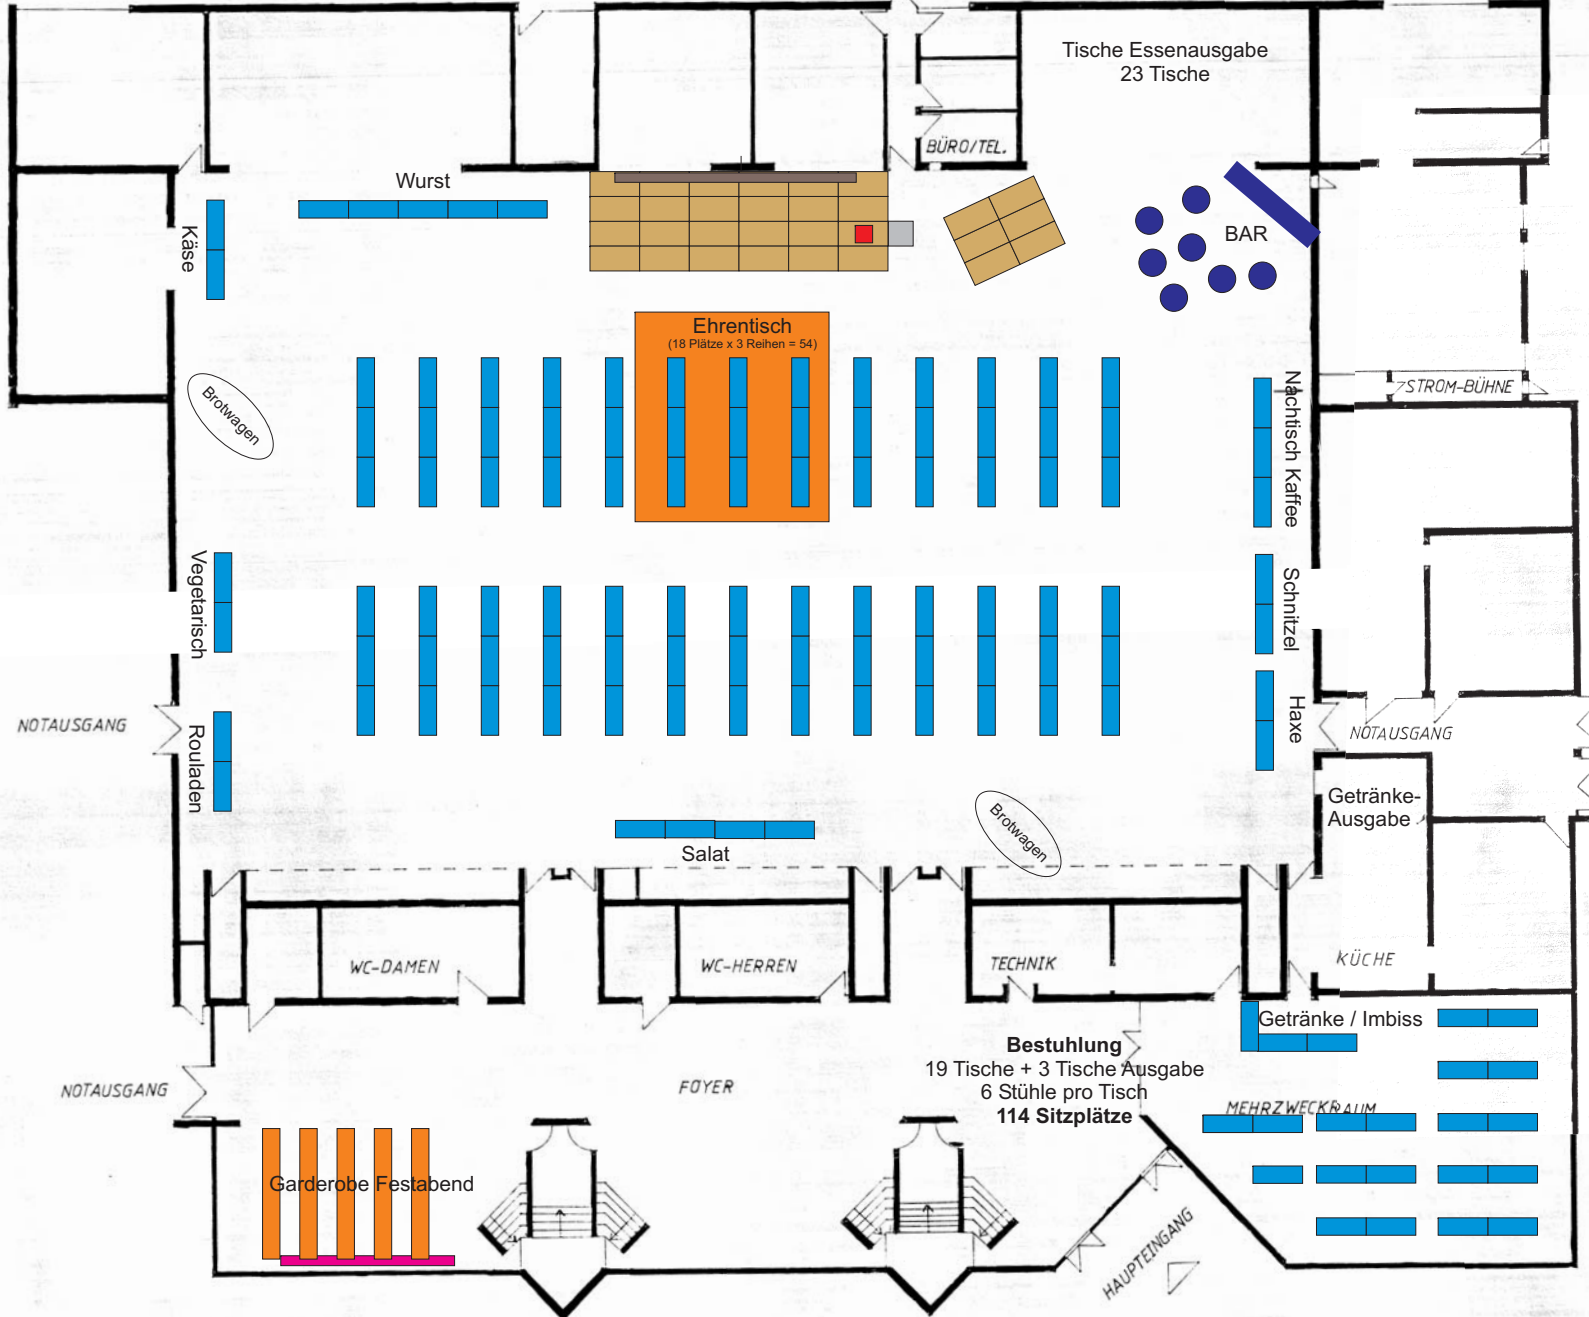 Tische Essenausgabe
23 Tische
BÜRO/TEL.
Wurst
Käse
BAR
Ehrentisch
(18 Plätze x 3 Reihen = 54)
STROM-BÜHNE
Brotwagen
Nachtisch Kaffee
Vegetarisch
Schnitzel
NOTAUSGANG
Rouladen
Haxe
NOTAUSGANG
Getränke-
Ausgabe
Brotwagen
Salat
WC-DAMEN
WC-HERREN
TECHNIK
KÜCHE
Getränke / Imbiss
Bestuhlung
19 Tische + 3 Tische Ausgabe
6 Stühle pro Tisch
114 Sitzplätze
NOTAUSGANG
FOYER
MEHRZWECKRAUM
Garderobe Festabend
HAUPTEINGANG